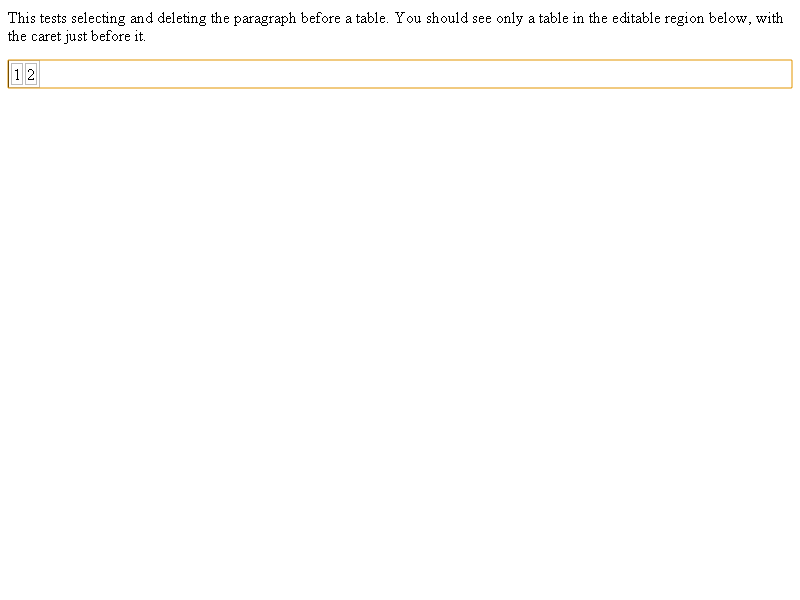 This tests selecting and deleting the paragraph before a table. You should see only a table in the editable region below, with
the caret just before it.
1 2